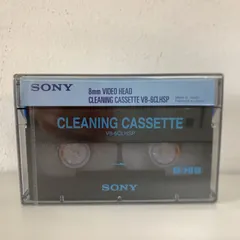 SONY
8mm VIDEO HEAD
CLEANING CASSETTE V8-6CLHSP
CLEANING CASSETTE
V8-6CLHSP
SONY